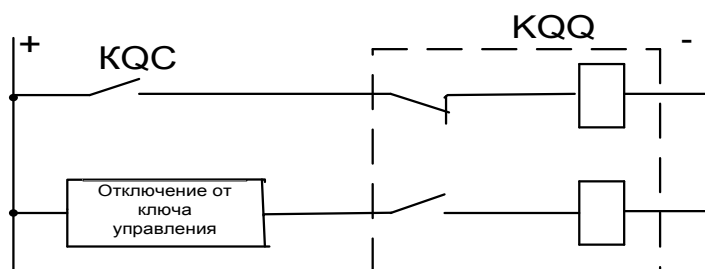 +
KQC
KQQ
-
Отключение от
ключа
управления